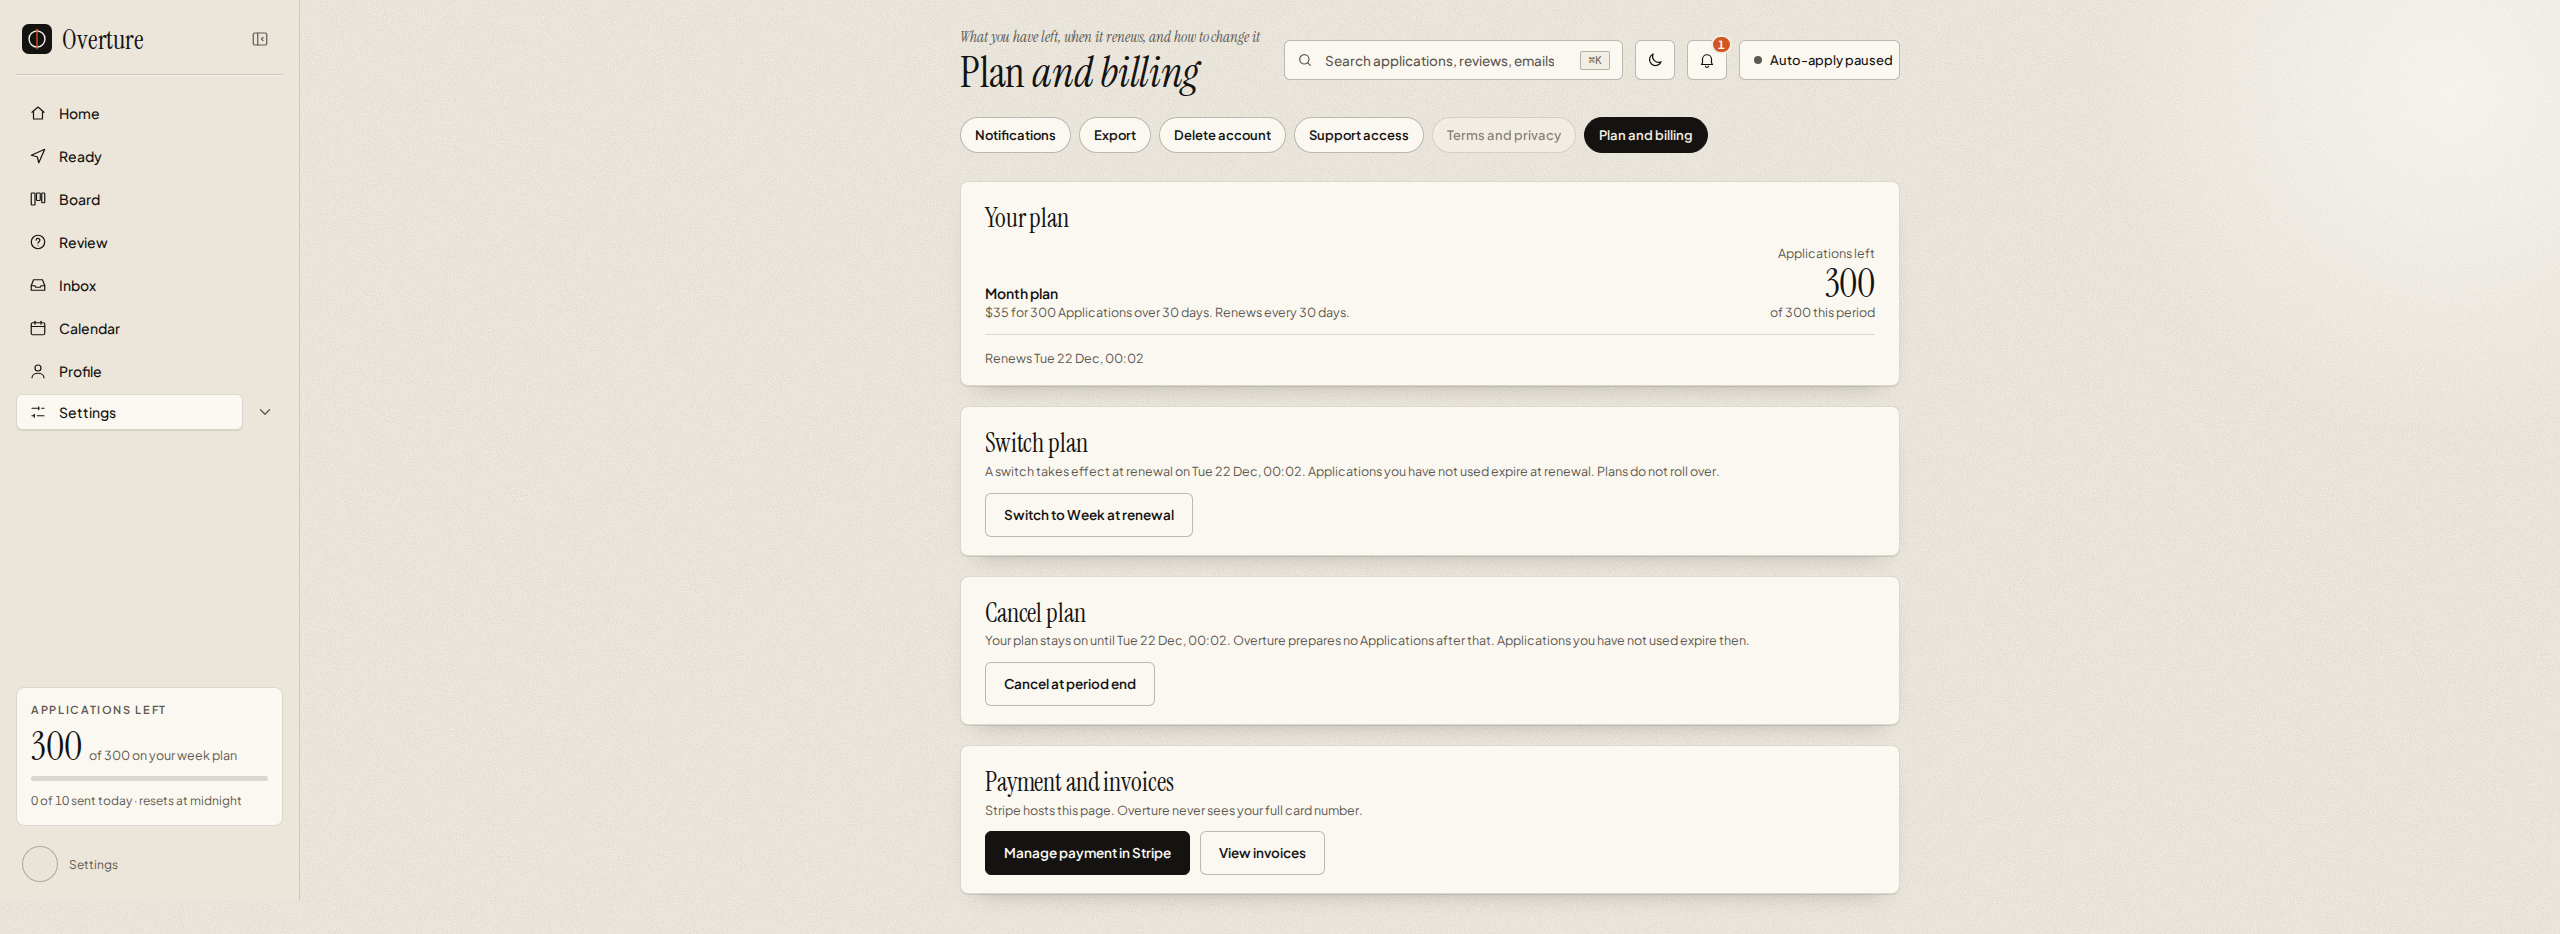 Overture
Home
Ready
Board
Review
Inbox
Calendar
Profile
Settings
APPLICATIONS LEFT
300 of 300 on your week plan
0 of 10 sent today · resets at midnight
Settings
What you have left, when it renews, and how to change it
Plan and billing
Search applications, reviews, emails ⌘K
1
Auto-apply paused
Notifications
Export
Delete account
Support access
Terms and privacy
Plan and billing
Your plan
Applications left
300
Month plan
$35 for 300 Applications over 30 days. Renews every 30 days.
of 300 this period
Renews Tue 22 Dec, 00:02
Switch plan
A switch takes effect at renewal on Tue 22 Dec, 00:02. Applications you have not used expire at renewal. Plans do not roll over.
Switch to Week at renewal
Cancel plan
Your plan stays on until Tue 22 Dec, 00:02. Overture prepares no Applications after that. Applications you have not used expire then.
Cancel at period end
Payment and invoices
Stripe hosts this page. Overture never sees your full card number.
Manage payment in Stripe
View invoices